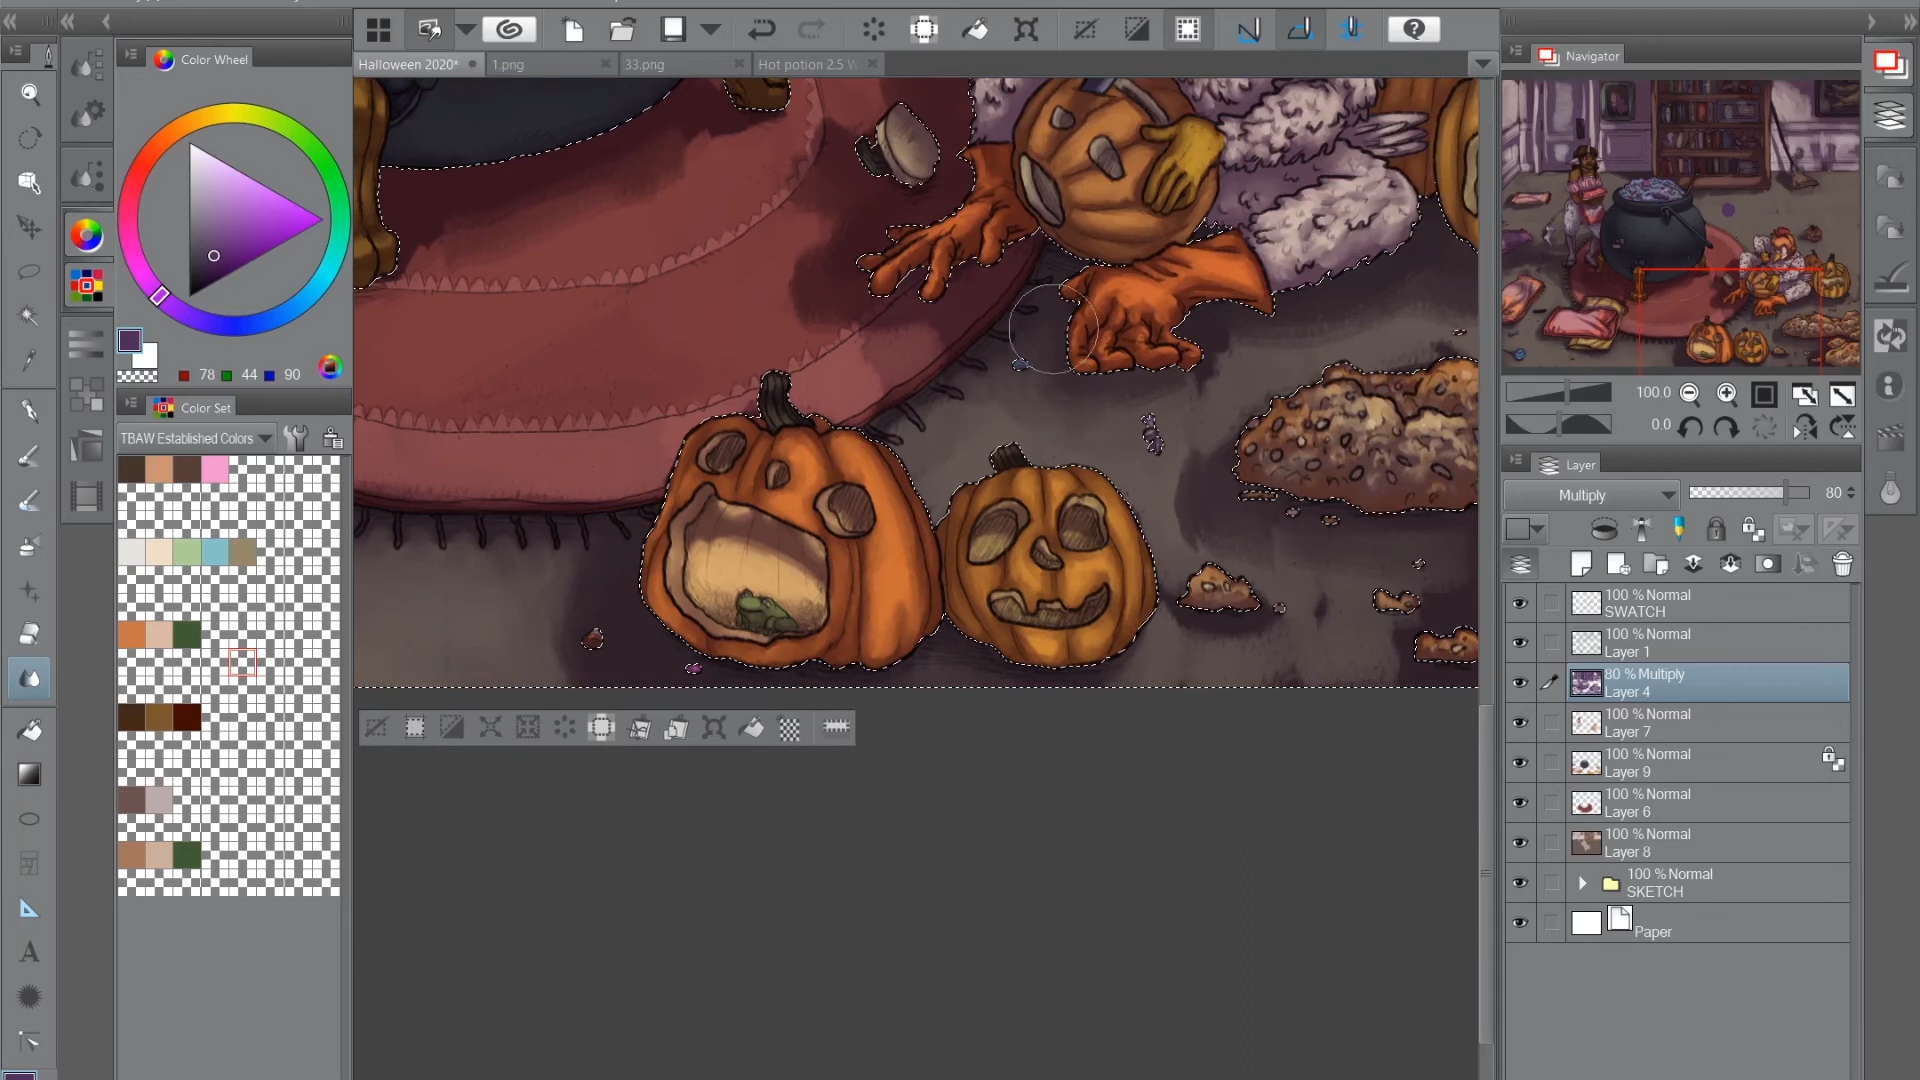 Halloween 2020*
1.png
33.png
Hot potion 2.5 W
Color Wheel
78
44
90
Color Set
TBAW Established Colors
Navigator
100.0
0.0
Layer
Multiply
80
100 % Normal
SWATCH
100 % Normal
Layer 1
80 % Multiply
Layer 4
100 % Normal
Layer 7
100 % Normal
Layer 9
100 % Normal
Layer 6
100 % Normal
Layer 8
100 % Normal
SKETCH
Paper
A
?